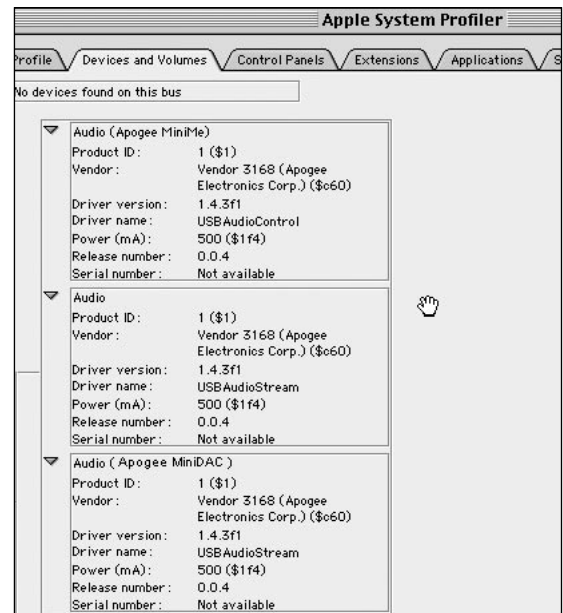 Apple System Profiler
Profile Devices and Volumes Control Panels Extensions Applications S
No devices found on this bus
Audio (Apogee MiniMe)
Product ID: 1 ($1)
Vendor: Vendor 3168 (Apogee
Electronics Corp.) ($c60)
Driver version: 1.4.3f1
Driver name: USBAudioControl
Power (mA): 500 ($1f4)
Release number: 0.0.4
Serial number: Not available
Audio
Product ID: 1 ($1)
Vendor: Vendor 3168 (Apogee
Electronics Corp.) ($c60)
Driver version: 1.4.3f1
Driver name: USBAudioStream
Power (mA): 500 ($1f4)
Release number: 0.0.4
Serial number: Not available
Audio ( Apogee MiniDAC )
Product ID: 1 ($1)
Vendor: Vendor 3168 (Apogee
Electronics Corp.) ($c60)
Driver version: 1.4.3f1
Driver name: USBAudioStream
Power (mA): 500 ($1f4)
Release number: 0.0.4
Serial number: Not available